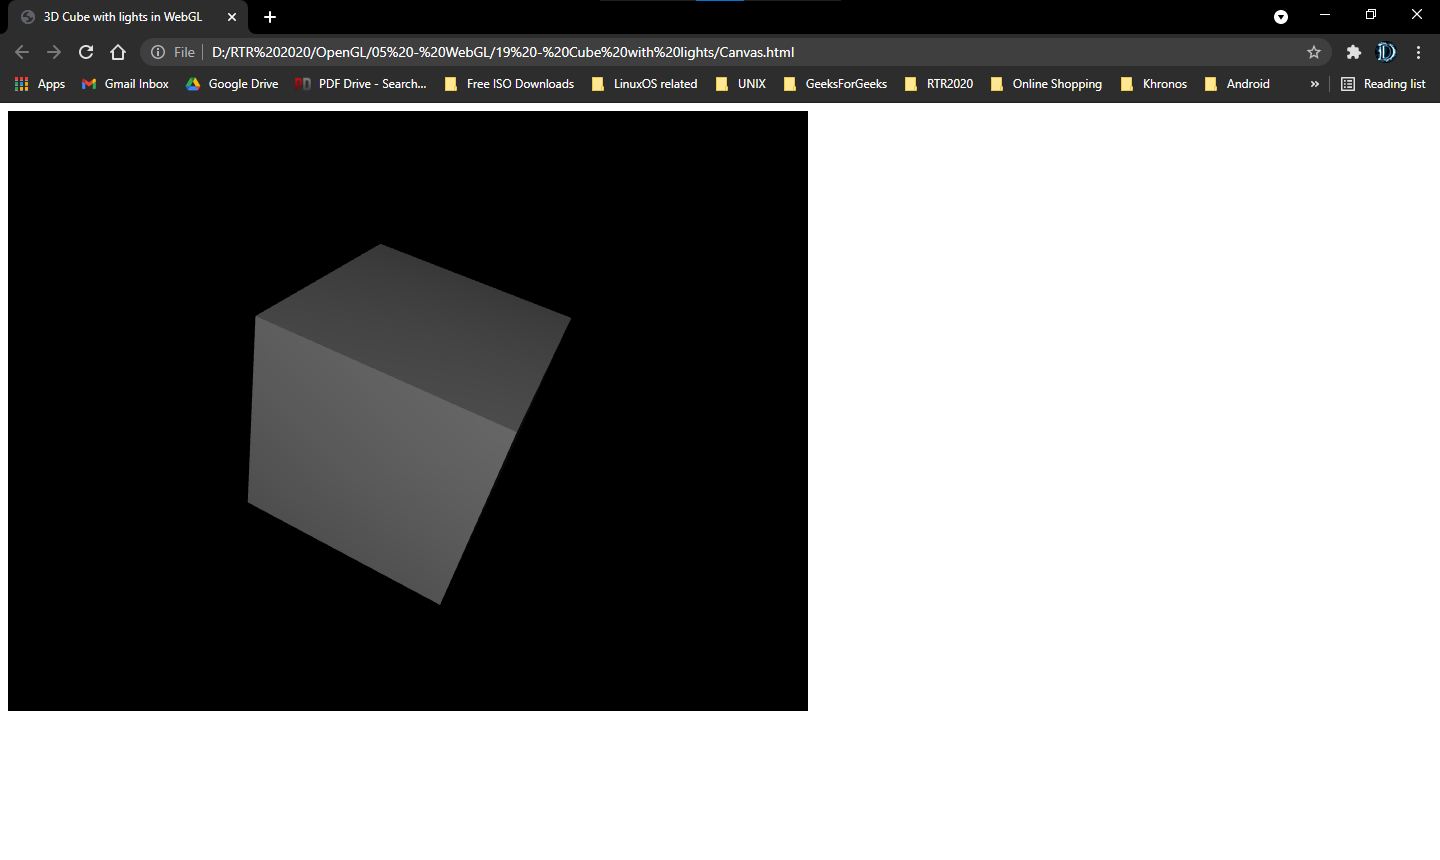 3D Cube with lights in WebGL
File D:/RTR%202020/OpenGL/05%20-%20WebGL/19%20-%20Cube%20with%20lights/Canvas.html
Apps Gmail Inbox Google Drive PDF Drive - Search... Free ISO Downloads LinuxOS related UNIX GeeksForGeeks RTR2020 Online Shopping Khronos Android » Reading list